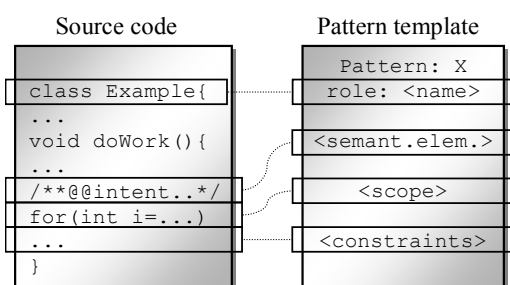 Source code
class Example{
...
void doWork(){
...
/**@@intent..*/
for(int i=...)
...
}
Pattern template
Pattern: X
role: <name>
<semant.elem.>
<scope>
<constraints>